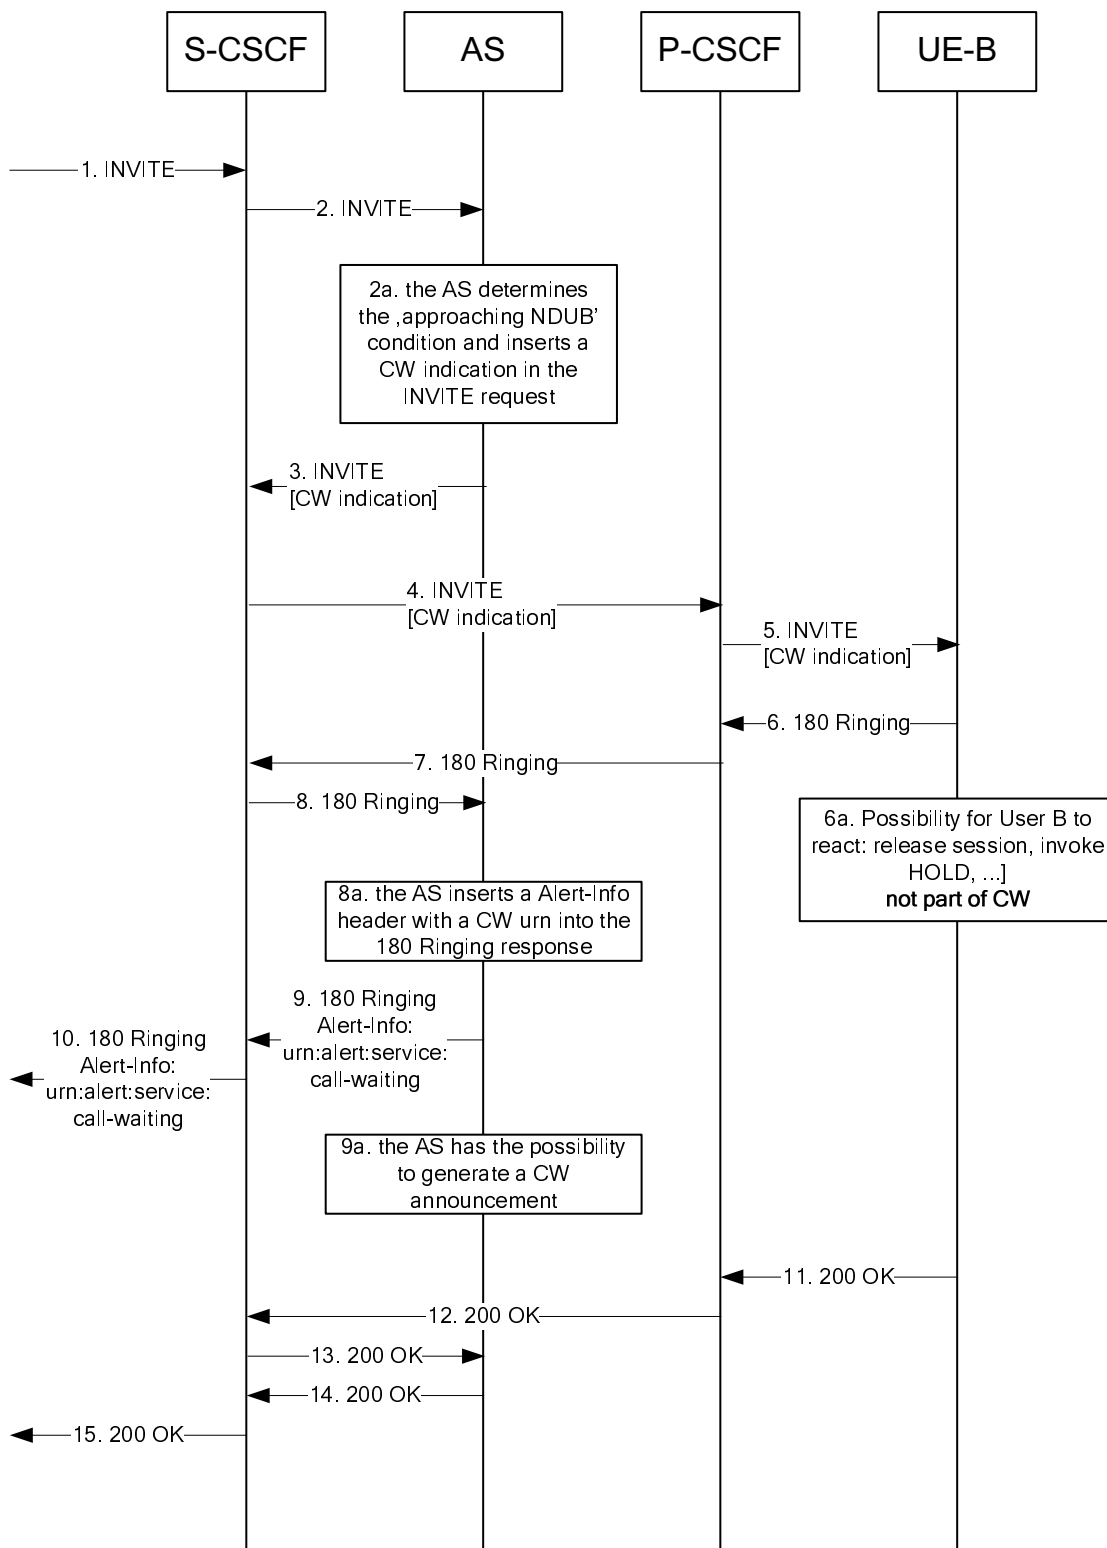 S-CSCF
AS
P-CSCF
UE-B
1. INVITE
2. INVITE
2a. the AS determines
the ‚approaching NDUB’
condition and inserts a
CW indication in the
INVITE request
3. INVITE
[CW indication]
4. INVITE
[CW indication]
5. INVITE
[CW indication]
6. 180 Ringing
7. 180 Ringing
8. 180 Ringing
6a. Possibility for User B to
react: release session, invoke
HOLD, ...]
not part of CW
8a. the AS inserts a Alert-Info
header with a CW urn into the
180 Ringing response
9. 180 Ringing
Alert-Info:
urn:alert:service:
call-waiting
10. 180 Ringing
Alert-Info:
urn:alert:service:
call-waiting
9a. the AS has the possibility
to generate a CW
announcement
11. 200 OK
12. 200 OK
13. 200 OK
14. 200 OK
15. 200 OK